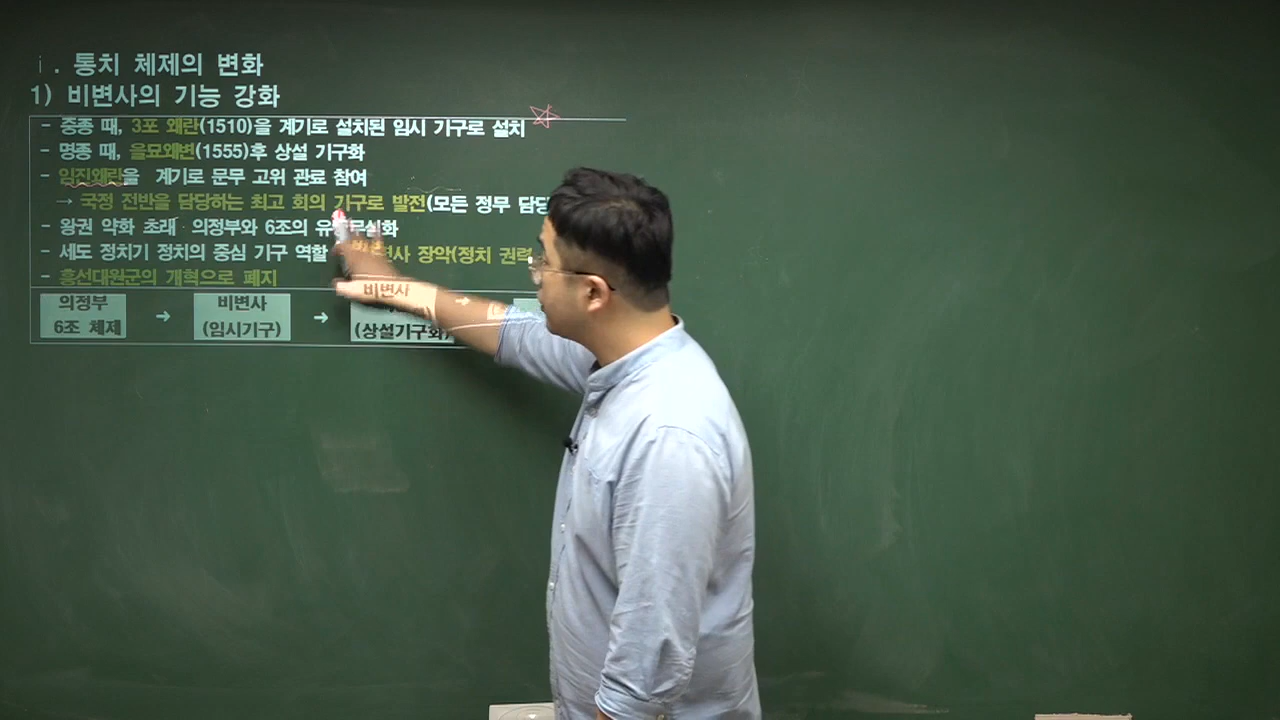 ⅰ. 통치 체제의 변화
1) 비변사의 기능 강화
- 중종 때, 3포 왜란(1510)을 계기로 설치된 임시 기구로 설치
- 명종 때, 을묘왜변(1555)후 상설 기구화
- 임진왜란을 계기로 문무 고위 관료 참여
→ 국정 전반을 담당하는 최고 회의 기구로 발전(모든 정무 담당
- 왕권 약화 초래 의정부와 6조의
- 세도 정치기 정치의 중심 기구 역할 장악(정치 권력
- 흥선대원군의 개혁으로 폐지
의정부 6조 체제 → 비변사 (임시기구) → 비변사 (상설기구화) →